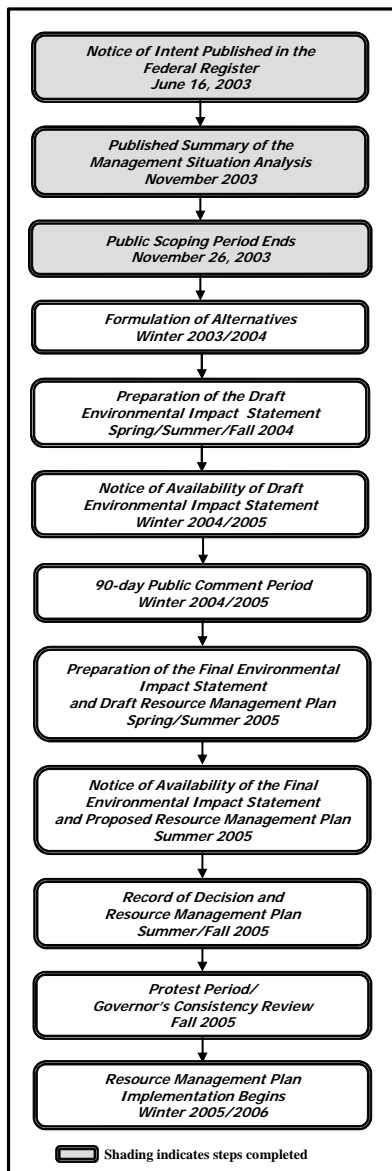 Notice of Intent Published in the
Federal Register
June 16, 2003
Published Summary of the
Management Situation Analysis
November 2003
Public Scoping Period Ends
November 26, 2003
Formulation of Alternatives
Winter 2003/2004
Preparation of the Draft
Environmental Impact Statement
Spring/Summer/Fall 2004
Notice of Availability of Draft
Environmental Impact Statement
Winter 2004/2005
90-day Public Comment Period
Winter 2004/2005
Preparation of the Final Environmental
Impact Statement
and Draft Resource Management Plan
Spring/Summer 2005
Notice of Availability of the Final
Environmental Impact Statement
and Proposed Resource Management Plan
Summer 2005
Record of Decision and
Resource Management Plan
Summer/Fall 2005
Protest Period/
Governor's Consistency Review
Fall 2005
Resource Management Plan
Implementation Begins
Winter 2005/2006
Shading indicates steps completed